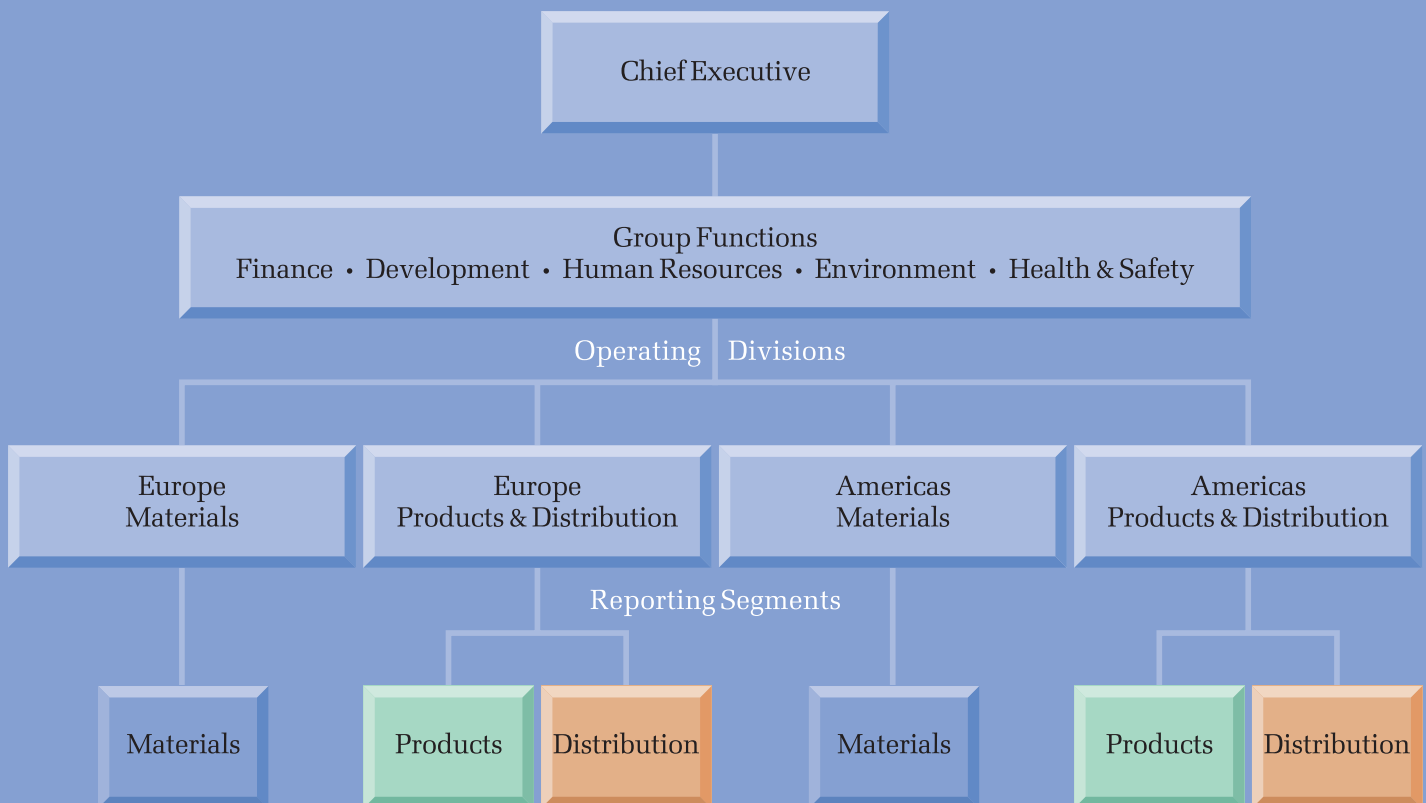 Chief Executive
Group Functions
Finance • Development • Human Resources • Environment • Health & Safety
Operating Divisions
Europe
Materials
Europe
Products & Distribution
Americas
Materials
Americas
Products & Distribution
Reporting Segments
Materials
Products
Distribution
Materials
Products
Distribution